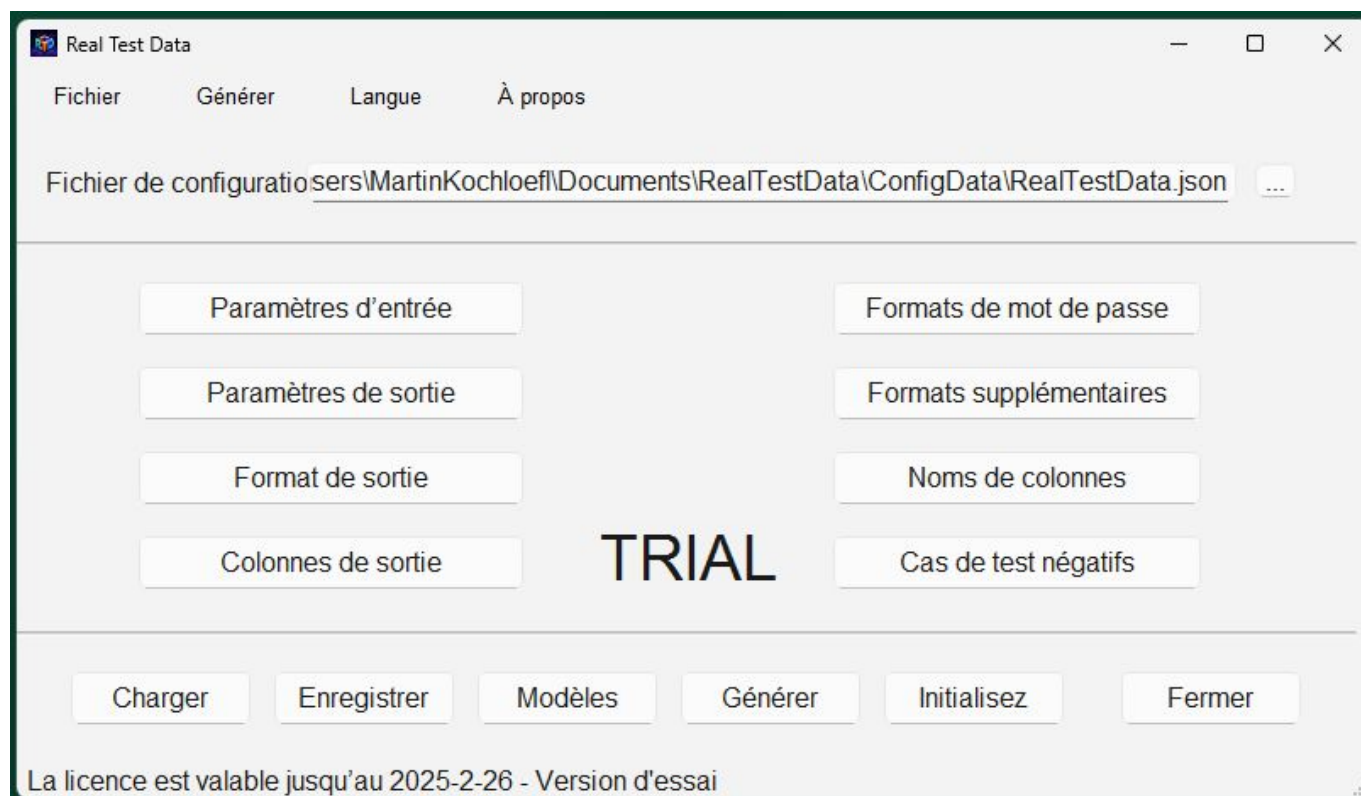 Real Test Data
Fichier Générer Langue À propos
Fichier de configuratio sers\MartinKochloefl\Documents\RealTestData\ConfigData\RealTestData.json ...
Paramètres d’entrée Formats de mot de passe
Paramètres de sortie Formats supplémentaires
Format de sortie Noms de colonnes
Colonnes de sortie TRIAL Cas de test négatifs
Charger Enregistrer Modèles Générer Initialisez Fermer
La licence est valable jusqu’au 2025-2-26 - Version d'essai